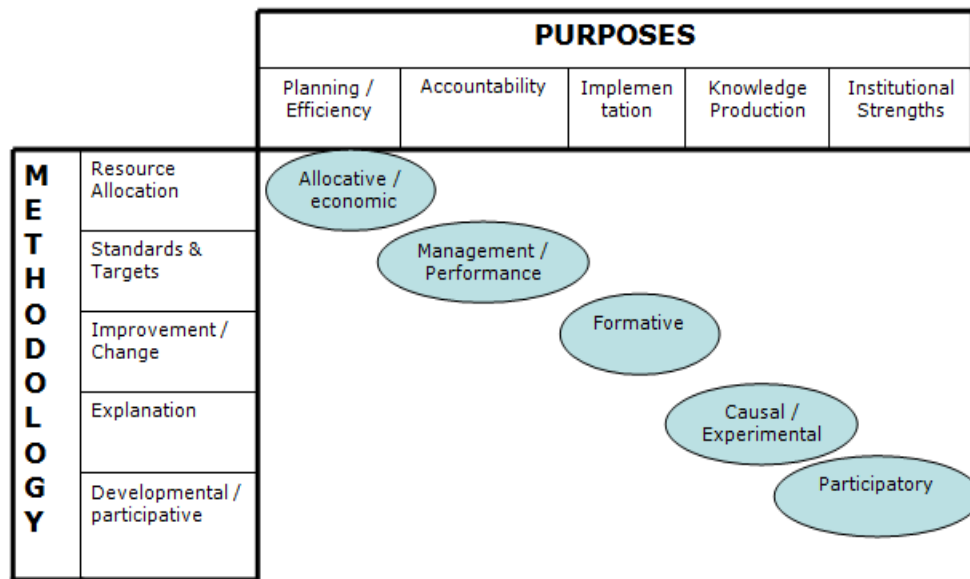 PURPOSES
Planning /
Efficiency
Accountability
Implemen
tation
Knowledge
Production
Institutional
Strengths
METHODOLOGY
Resource
Allocation
Allocative /
economic
Standards &
Targets
Management /
Performance
Improvement /
Change
Formative
Explanation
Causal /
Experimental
Developmental /
participative
Participatory